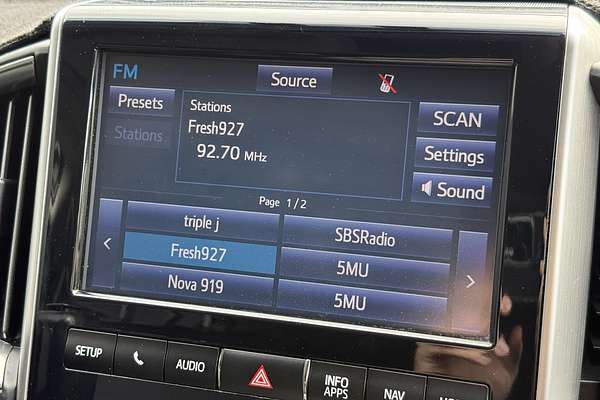 FM
Source
Presets
Stations
Stations
Fresh927
92.70 MHz
SCAN
Settings
Sound
Page 1/2
triple j
SBSRadio
Fresh927
5MU
Nova 919
5MU
SETUP
AUDIO
INFO
APPS
NAV